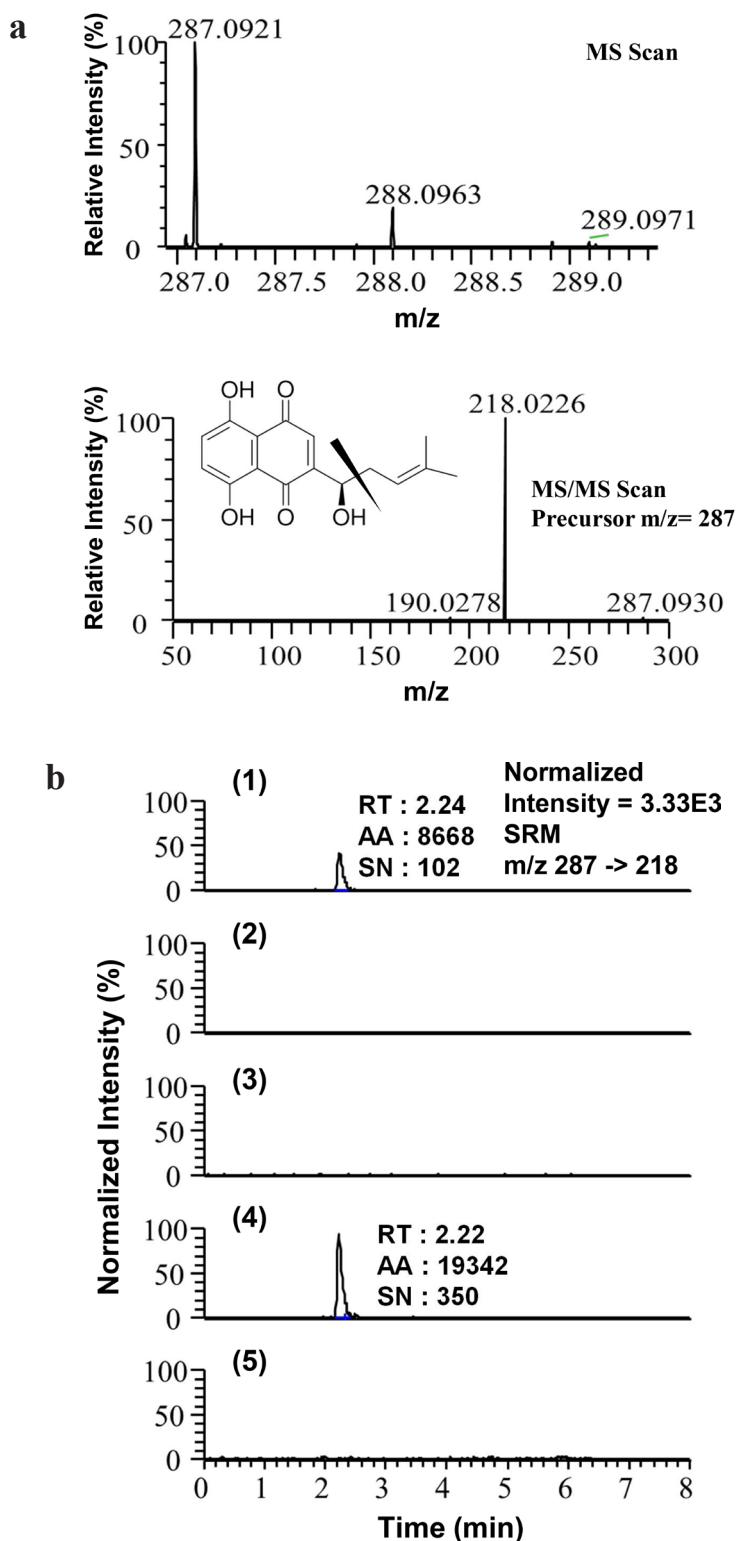 a
287.0921
MS Scan
288.0963
289.0971
100
50
0
Relative Intensity (%)
287.0 287.5 288.0 288.5 289.0
m/z
OH O
OH O OH
218.0226
MS/MS Scan
Precursor m/z= 287
190.0278
287.0930
100
50
0
Relative Intensity (%)
50 100 150 200 250 300
m/z
b
(1)
RT : 2.24
AA : 8668
SN : 102
Normalized
Intensity = 3.33E3
SRM
m/z 287 -> 218
100
50
0
(2)
100
50
0
(3)
100
50
0
(4)
RT : 2.22
AA : 19342
SN : 350
100
50
0
(5)
100
50
0
Normalized Intensity (%)
0 1 2 3 4 5 6 7 8
Time (min)